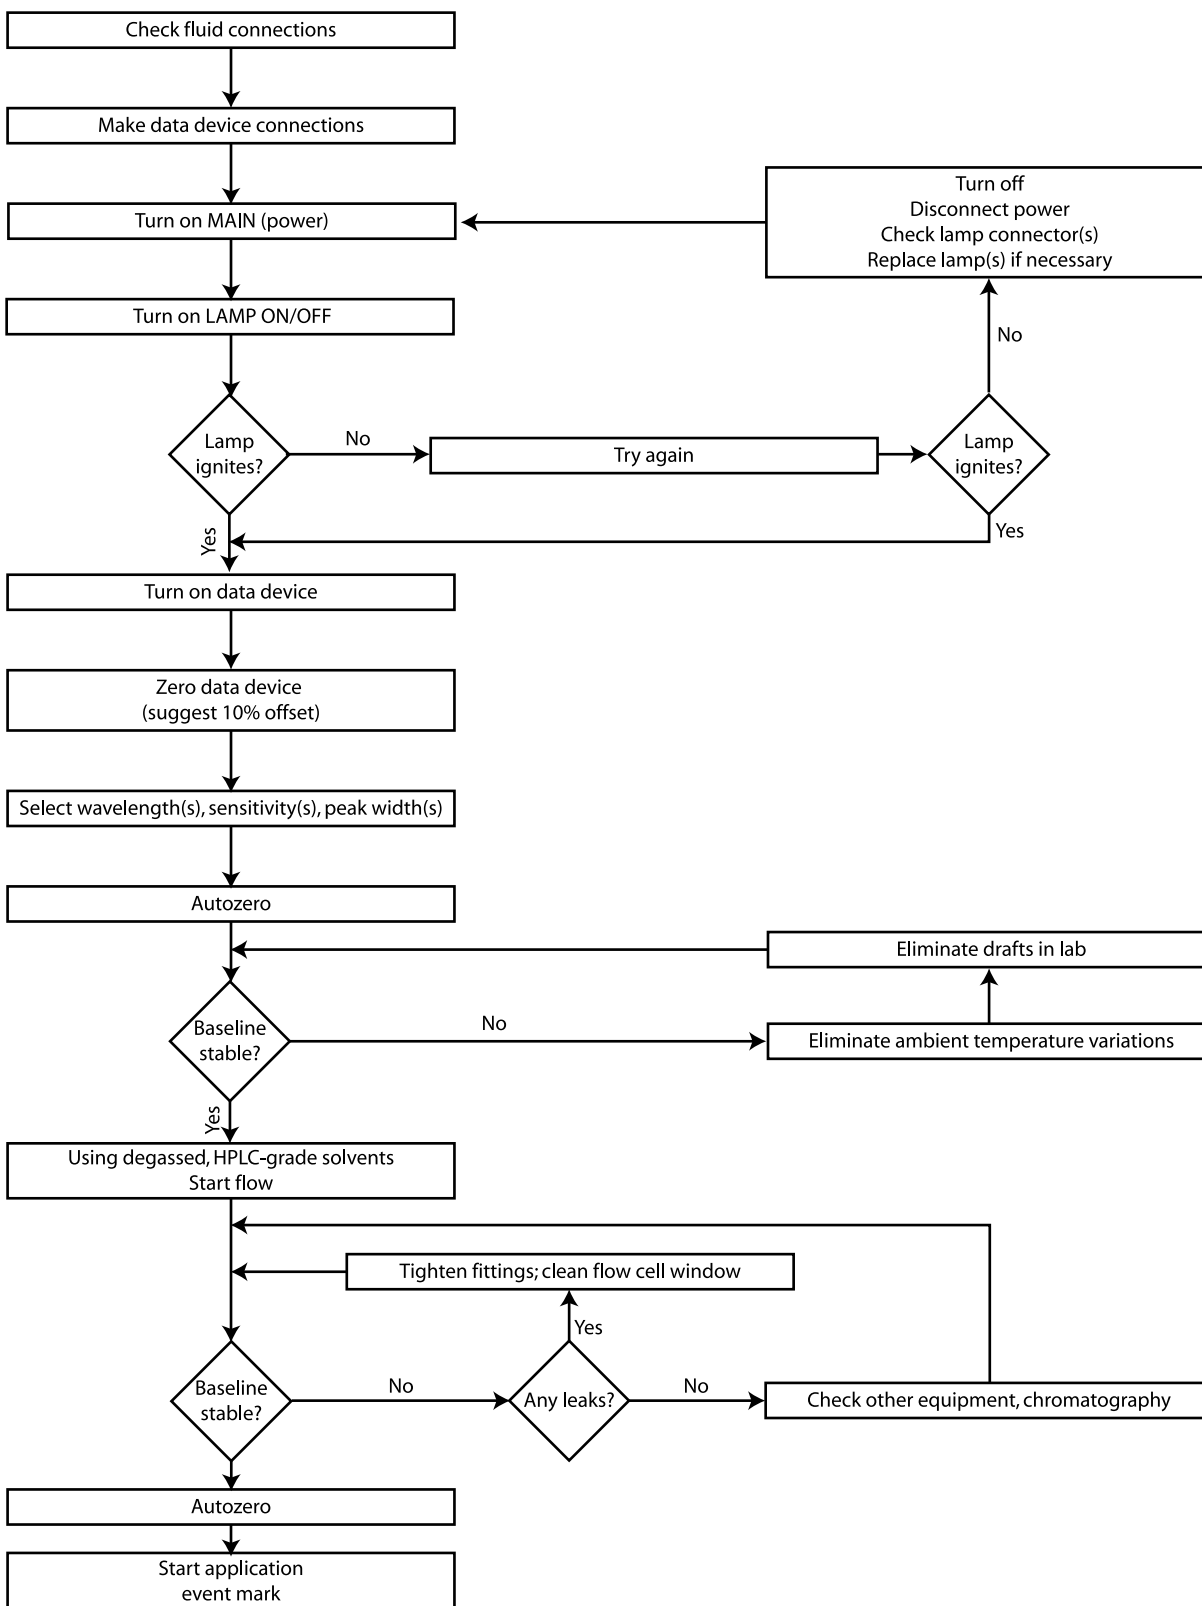 Check fluid connections
Make data device connections
Turn on MAIN (power)
Turn off
Disconnect power
Check lamp connector(s)
Replace lamp(s) if necessary
Turn on LAMP ON/OFF
No
Lamp
ignites?
No
Try again
Lamp
ignites?
Yes
Yes
Turn on data device
Zero data device
(suggest 10% offset)
Select wavelength(s), sensitivity(s), peak width(s)
Autozero
Eliminate drafts in lab
Baseline
stable?
No
Eliminate ambient temperature variations
Yes
Using degassed, HPLC-grade solvents
Start flow
Tighten fittings; clean flow cell window
Yes
Baseline
stable?
No
Any leaks?
No
Check other equipment, chromatography
Autozero
Start application
event mark